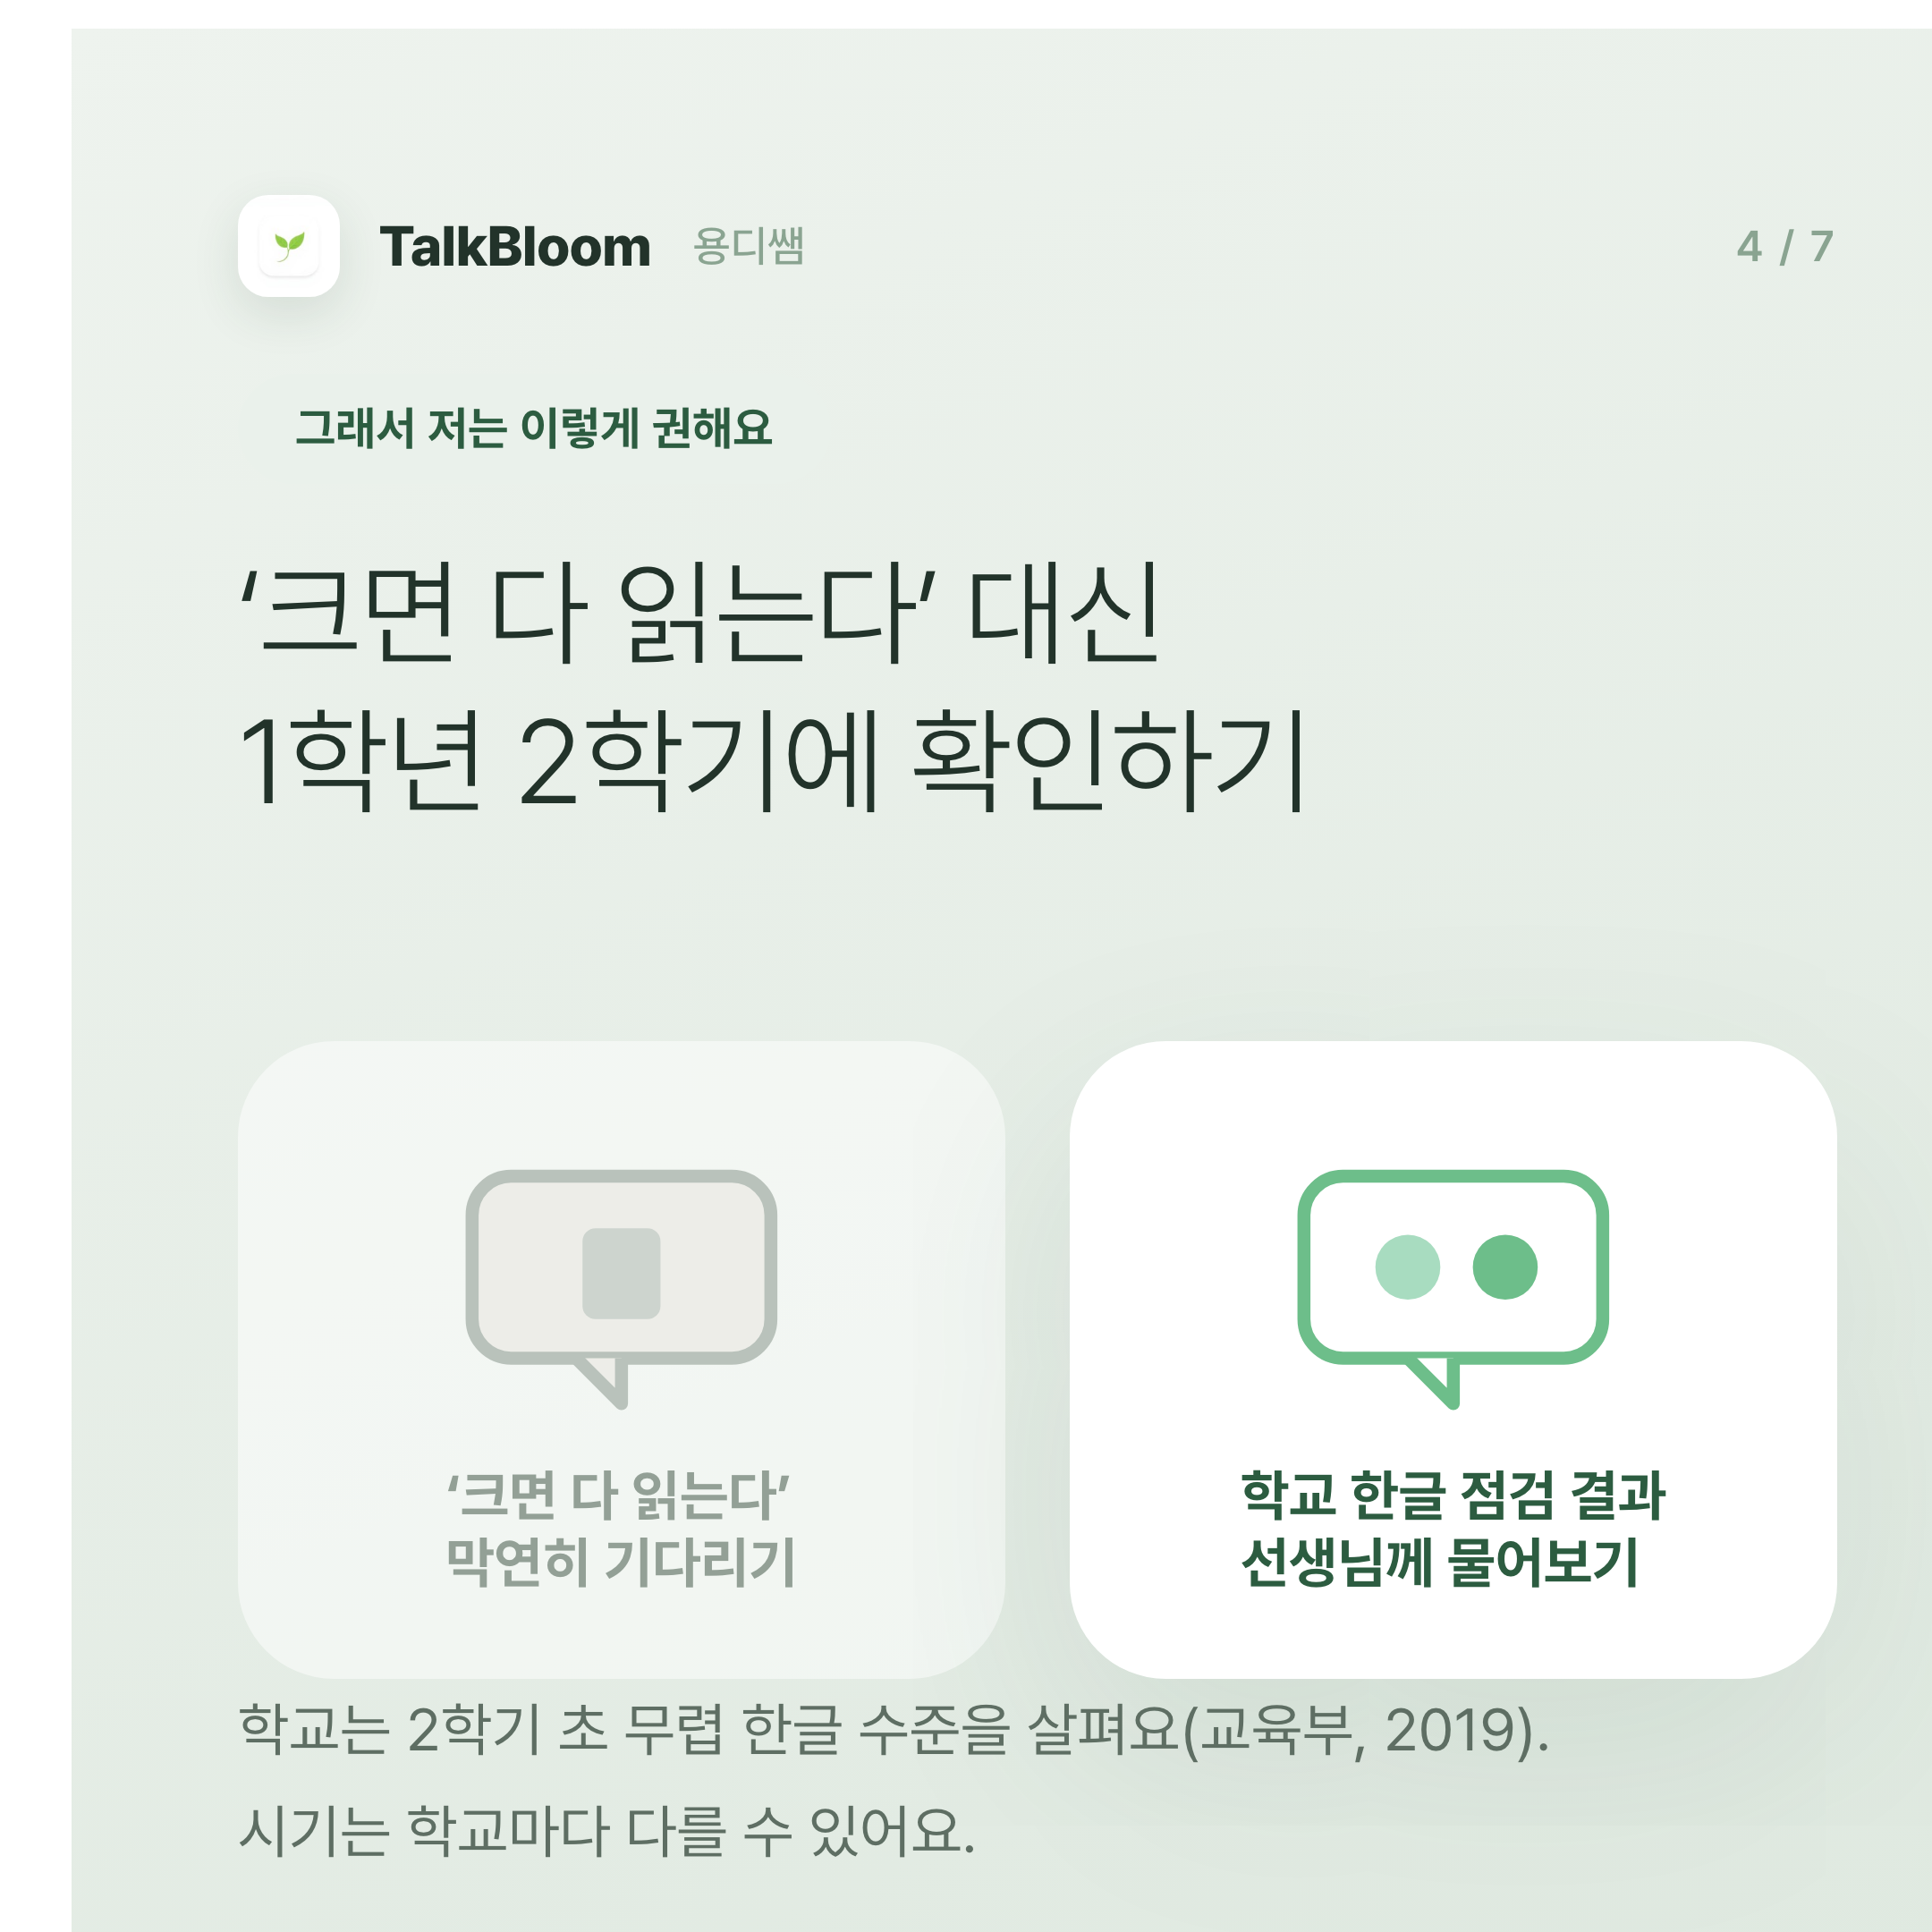 TalkBloom 용디쌤
4 / 7
그래서 저는 이렇게 권해요
‘크면 다 읽는다’ 대신
1학년 2학기에 확인하기
‘크면 다 읽는다’
막연히 기다리기
학교 한글 점검 결과
선생님께 물어보기
학교는 2학기 초 무렵 한글 수준을 살펴요(교육부, 2019).
시기는 학교마다 다를 수 있어요.